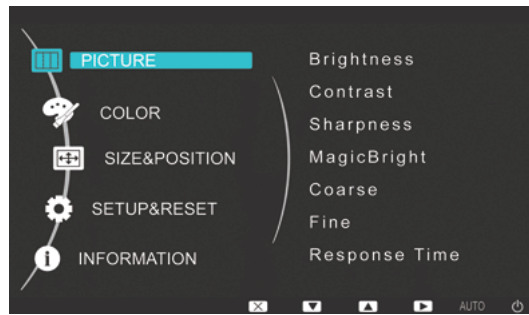 PICTURE
COLOR
SIZE&POSITION
SETUP&RESET
INFORMATION
Brightness
Contrast
Sharpness
MagicBright
Coarse
Fine
Response Time
AUTO